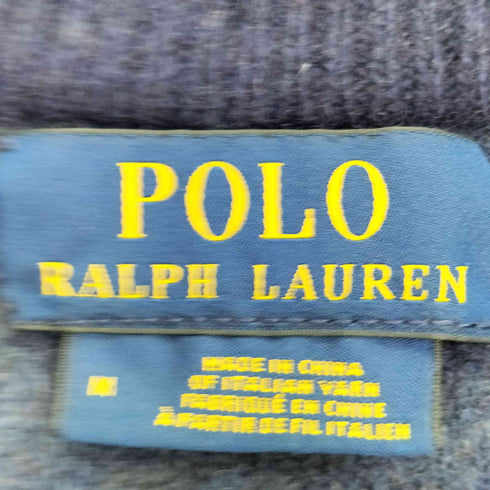 POLO
RALPH LAUREN
MADE IN CHINA
OF ITALIAN YARN
FABRIQUÉ EN CHINE
À PARTIR DE FIL ITALIEN